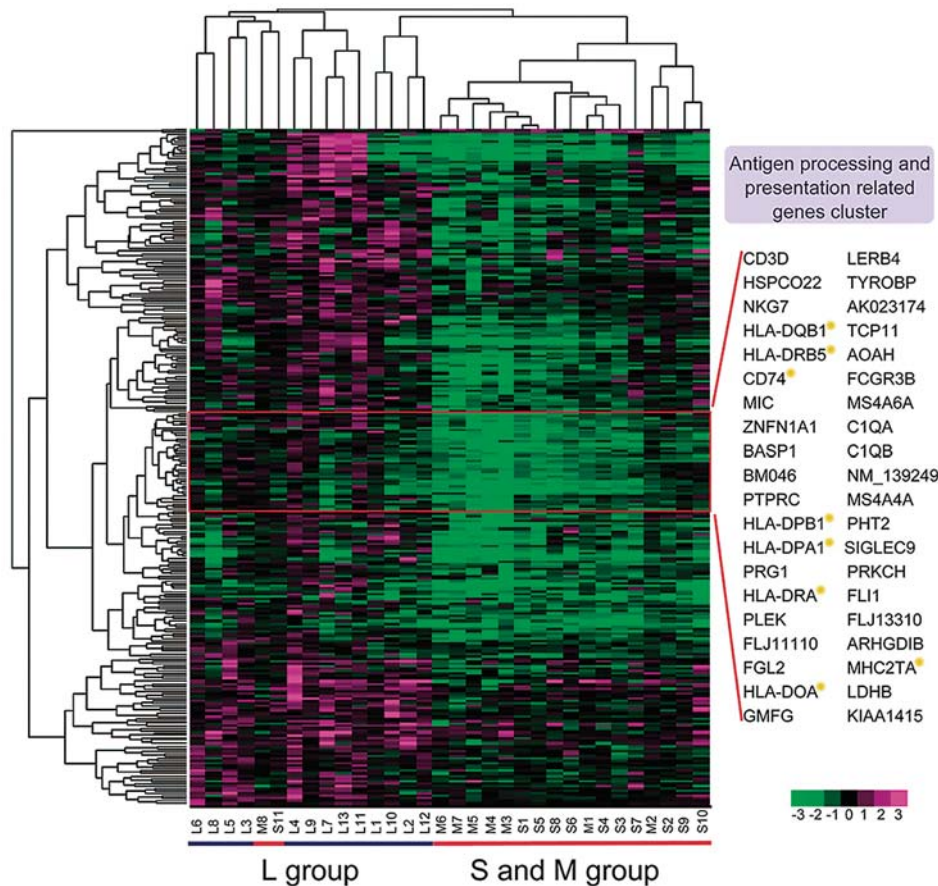 Antigen processing and
presentation related
genes cluster
CD3D LERB4
HSPCO22 TYROBP
NKG7 AK023174
HLA-DQB1 TCP11
HLA-DRB5 AOAH
CD74 FCGR3B
MIC MS4A6A
ZNFN1A1 C1QA
BASP1 C1QB
BM046 NM_139249
PTPRC MS4A4A
HLA-DPB1 PHT2
HLA-DPA1 SIGLEC9
PRG1 PRKCH
HLA-DRA FLI1
PLEK FLJ13310
FLJ11110 ARHGDIB
FGL2 MHC2TA
HLA-DOA LDHB
GMFG KIAA1415
-3 -2 -1 0 1 2 3
L6 L8 L5 L3 M8 S11 L4 L9 L7 L13 L11 L1 L10 L2 L12 M6 M7 M5 M4 M3 S1 S5 S8 S6 M1 S4 S3 S7 M2 S2 S9 S10
L group S and M group